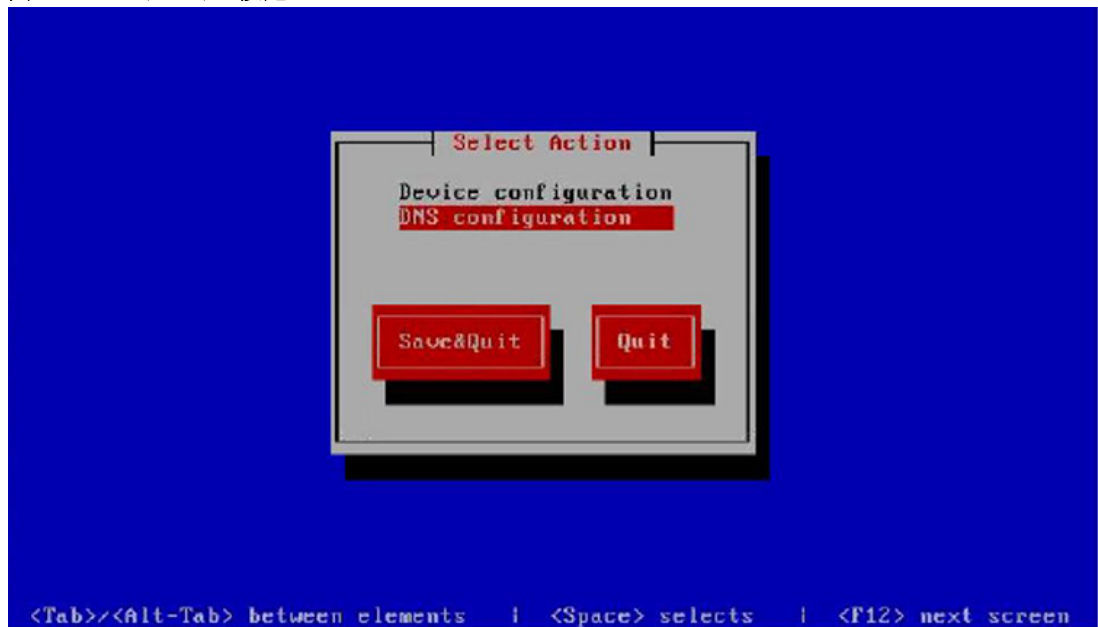 Select Action
Device configuration
DNS configuration
Save&Quit
Quit
<Tab>/<Alt-Tab> between elements | <Space> selects | <F12> next screen